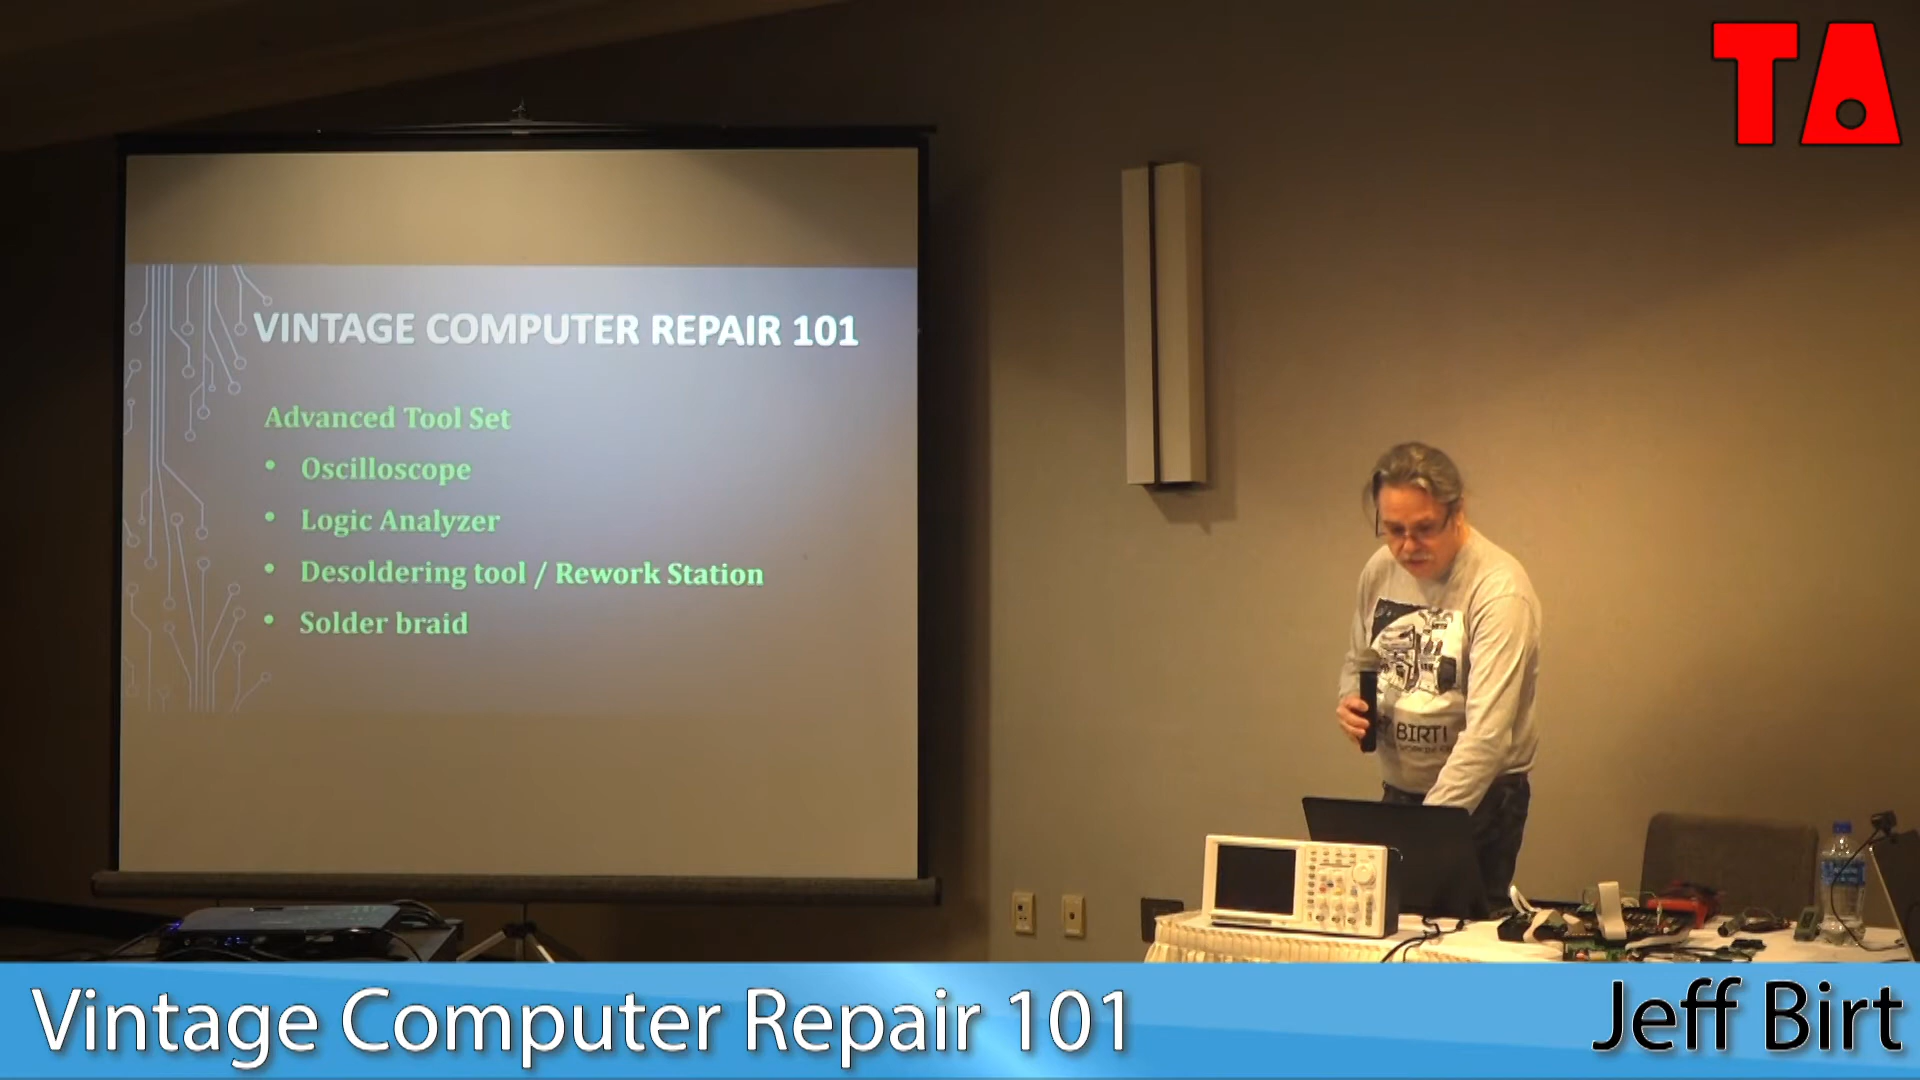 TA
VINTAGE COMPUTER REPAIR 101
Advanced Tool Set
• Oscilloscope
• Logic Analyzer
• Desoldering tool / Rework Station
• Solder braid
BIRT!
Vintage Computer Repair 101
Jeff Birt